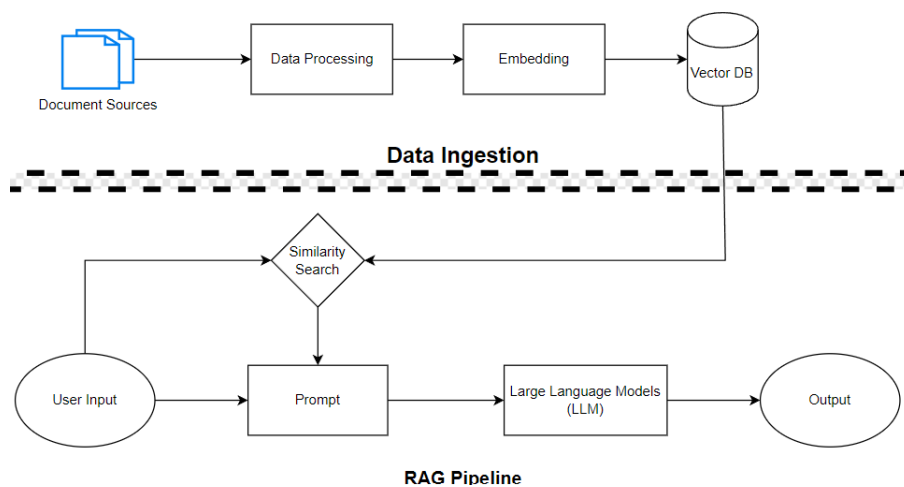 Document Sources
Data Processing
Embedding
Vector DB
Data Ingestion
Similarity
Search
User Input
Prompt
Large Language Models
(LLM)
Output
RAG Pipeline